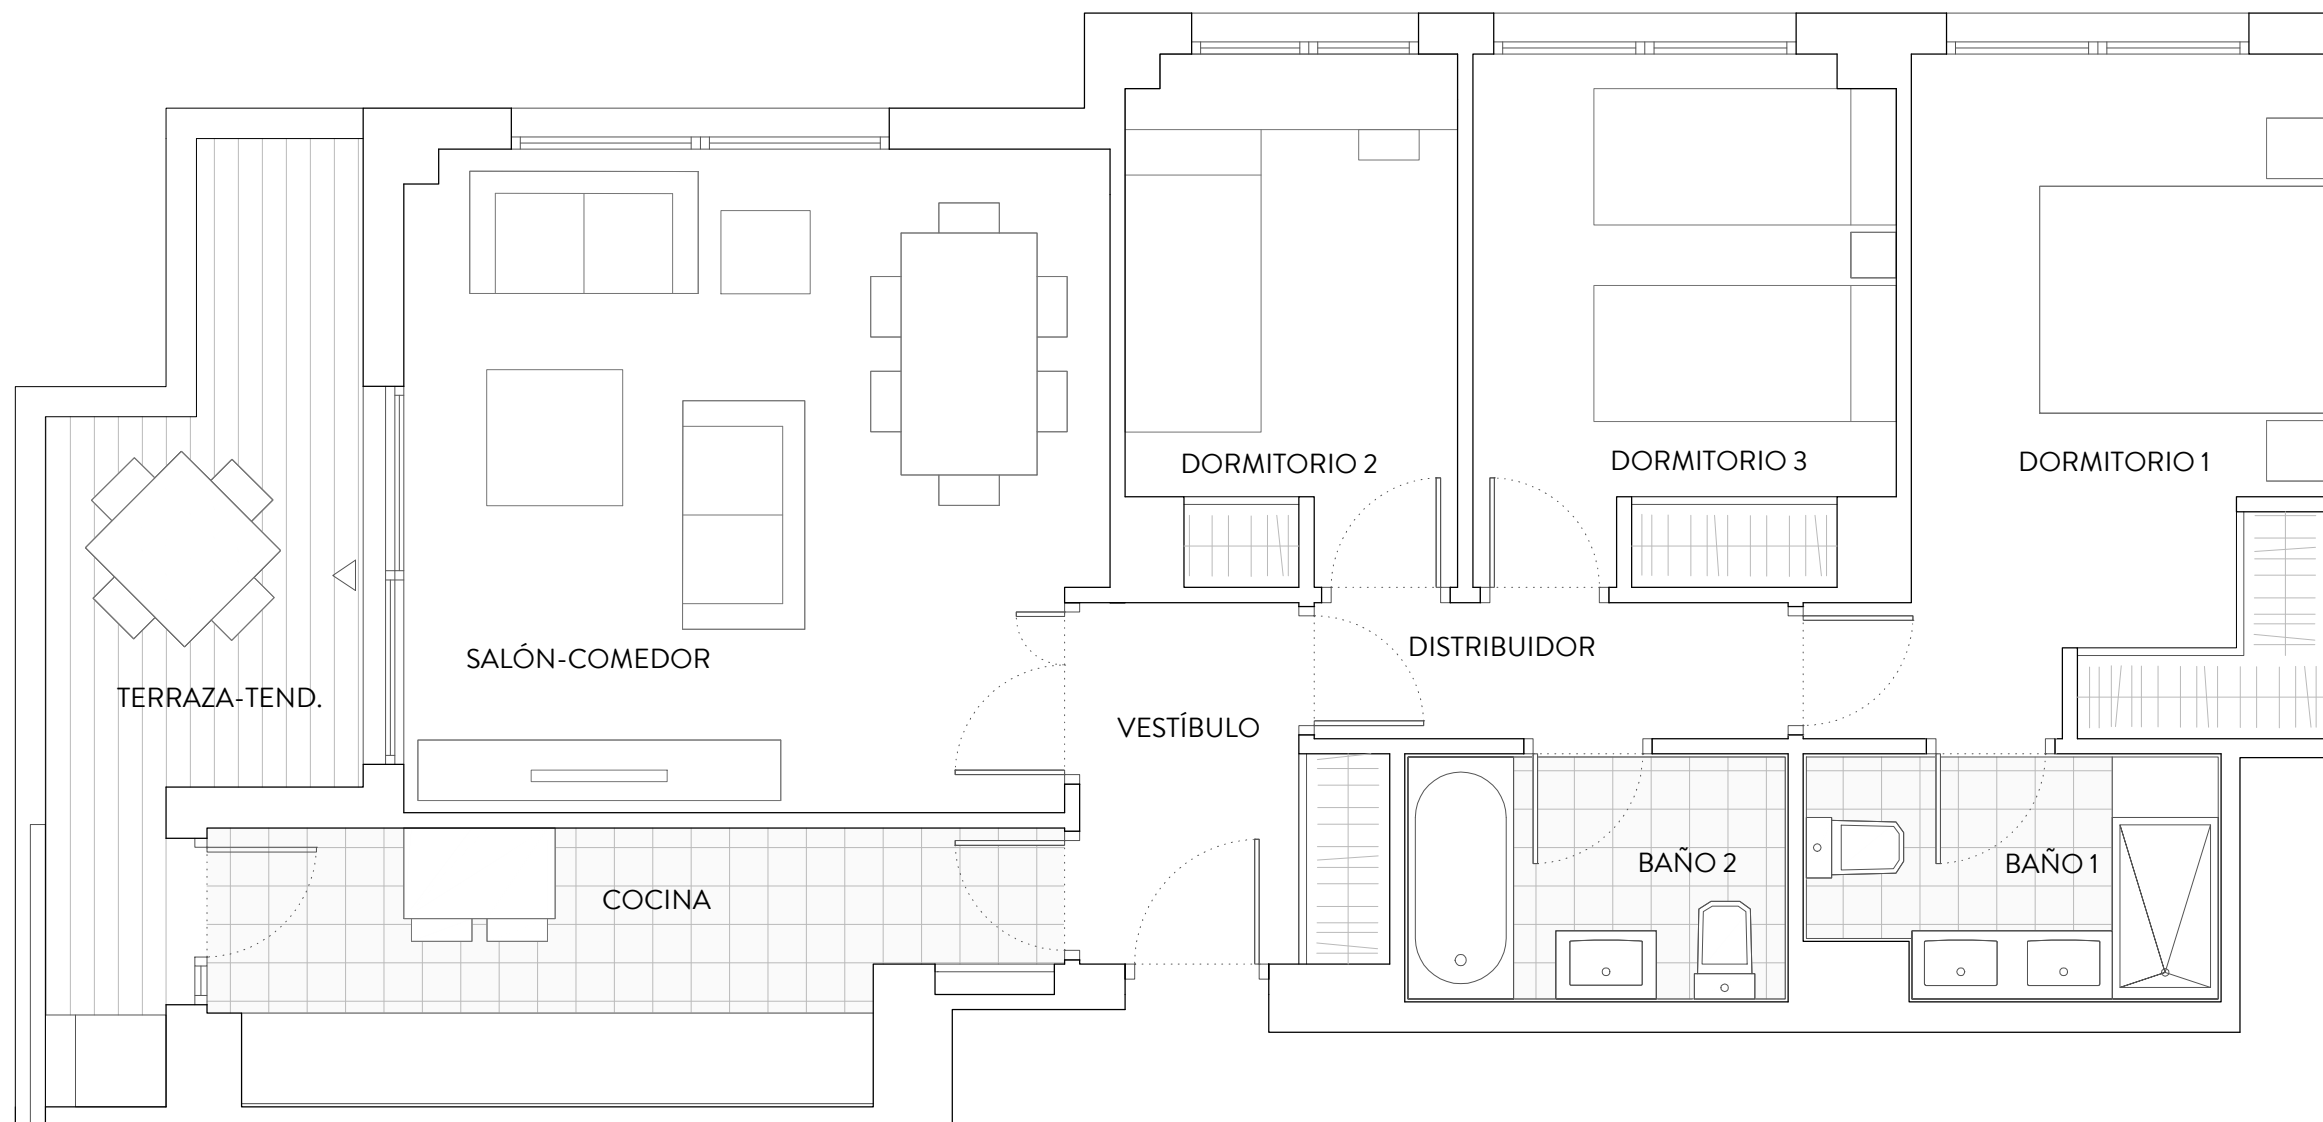 DORMITORIO 2
DORMITORIO 3
DORMITORIO 1
SALÓN-COMEDOR
DISTRIBUIDOR
TERRAZA-TEND.
VESTÍBULO
COCINA
BAÑO 2
BAÑO 1